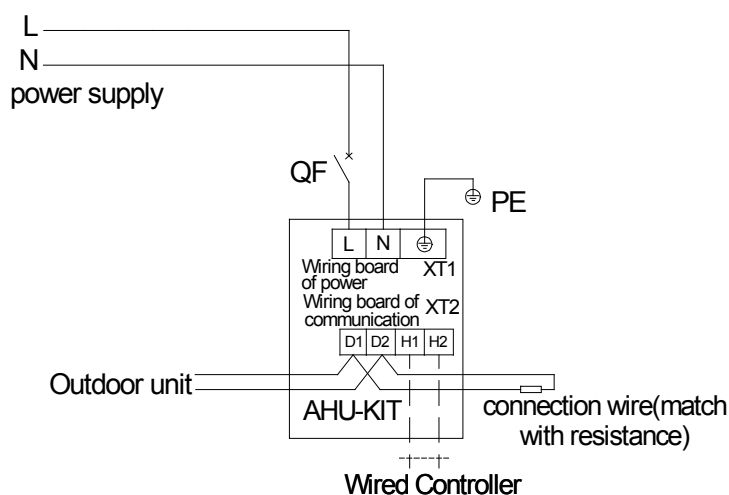 L
N
power supply
QF
PE
L N
Wiring board
of power
XT1
Wiring board of
communication
XT2
D1 D2 H1 H2
Outdoor unit
AHU-KIT
connection wire(match
with resistance)
Wired Controller